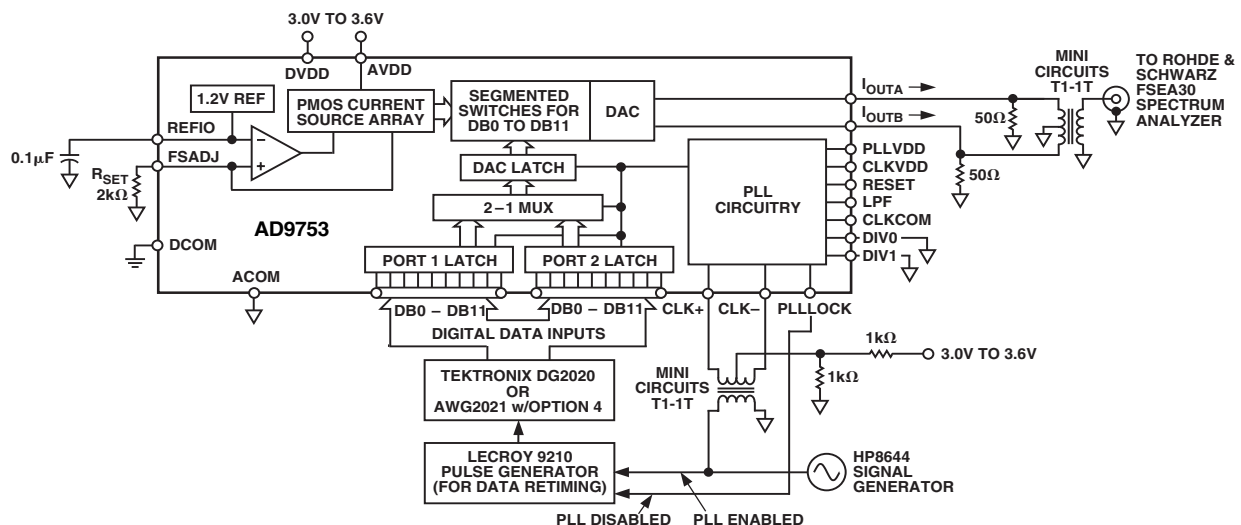 3.0V TO 3.6V
DVDD
AVDD
1.2V REF
PMOS CURRENT
SOURCE ARRAY
SEGMENTED
SWITCHES FOR
DB0 TO DB11
DAC
IOUTA
IOUTB
MINI
CIRCUITS
T1-1T
TO ROHDE &
SCHWARZ
FSEA30
SPECTRUM
ANALYZER
50Ω
50Ω
REFIO
0.1μF
FSADJ
RSET
2kΩ
–
+
DAC LATCH
2–1 MUX
AD9753
DCOM
ACOM
PORT 1 LATCH
PORT 2 LATCH
PLL
CIRCUITRY
PLLVDD
CLKVDD
RESET
LPF
CLKCOM
DIV0
DIV1
DB0 – DB11
DB0 – DB11
CLK+
CLK–
PLLLOCK
DIGITAL DATA INPUTS
TEKTRONIX DG2020
OR
AWG2021 w/OPTION 4
MINI
CIRCUITS
T1-1T
1kΩ
1kΩ
3.0V TO 3.6V
LECROY 9210
PULSE GENERATOR
(FOR DATA RETIMING)
HP8644
SIGNAL
GENERATOR
PLL DISABLED
PLL ENABLED